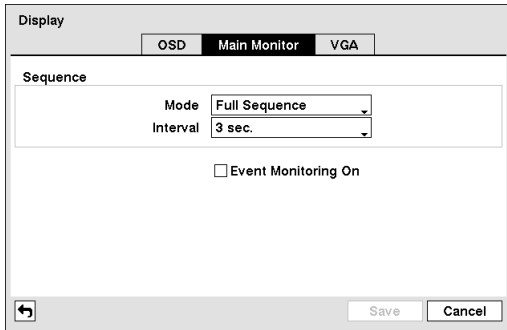 Display
OSD Main Monitor VGA
Sequence
Mode Full Sequence
Interval 3 sec.
Event Monitoring On
Save Cancel